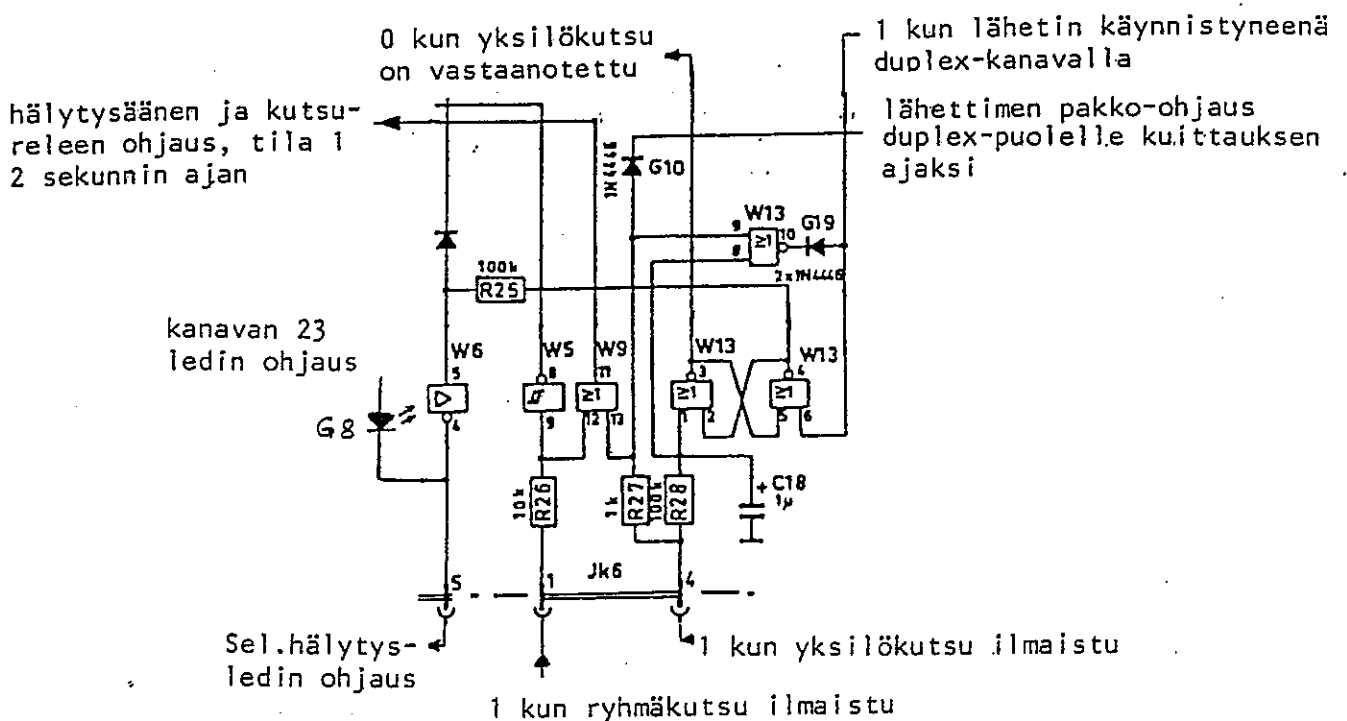 0 kun yksilökutsu
on vastaanotettu
1 kun lähetin käynnistyneenä
duplex-kanavalla
hälytysäänen ja kutsu-
releen ohjaus, tila 1
2 sekunnin ajan
lähettimen pakko-ohjaus
duplex-puolelle kuittauksen
ajaksi
1N4446
G10
W13
G19
9
8
≥1
10
2x1N4446
100k
R25
kanavan 23
ledin ohjaus
W6
W5
W9
W13
W13
5
8
11
3
4
≥1
≥1
≥1
G8
4
9
12
13
1
2
5
6
10k
R26
1k
R27
100k
R28
+
C18
1μ
5
1
Jk6
4
Sel.hälytys-
ledin ohjaus
1 kun yksilökutsu ilmaistu
1 kun ryhmäkutsu ilmaistu